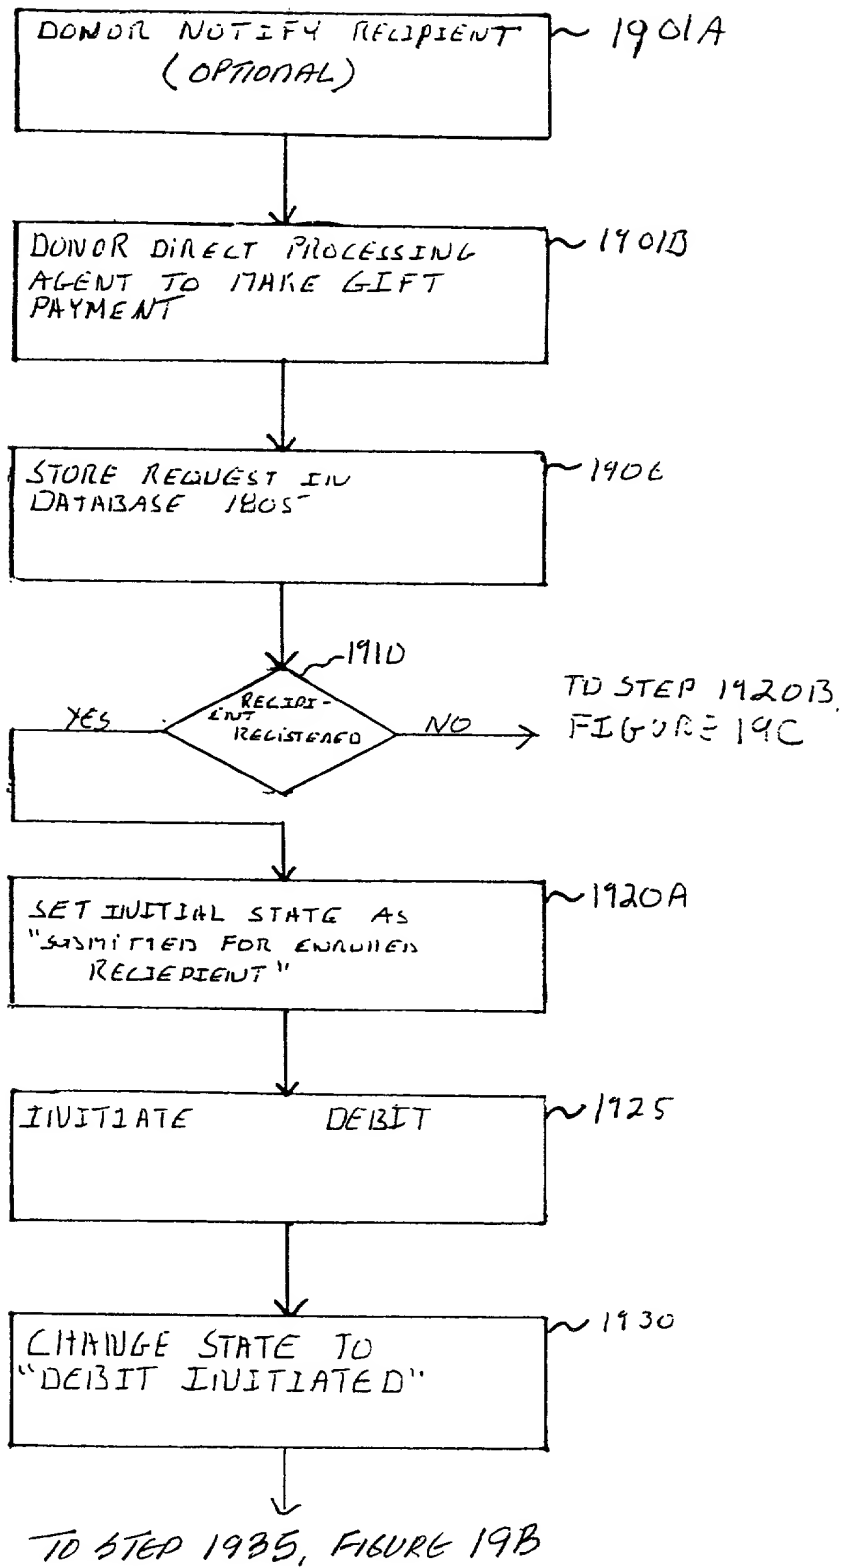 DONOR NOTIFY RECIPIENT
(OPTIONAL)
1901A
DONOR DIRECT PROCESSING
AGENT TO MAKE GIFT
PAYMENT
1901B
STORE REQUEST IN
DATABASE 1805
1906
1910
RECIPI-
ENT
REGISTERED
YES
NO
TO STEP 1920B,
FIGURE 19C
SET INITIAL STATE AS
"SUBMITTED FOR ENROLLED
RECIEPIENT"
1920A
INITIATE DEBIT
1925
CHANGE STATE TO
"DEBIT INITIATED"
1930
TO STEP 1935, FIGURE 19B